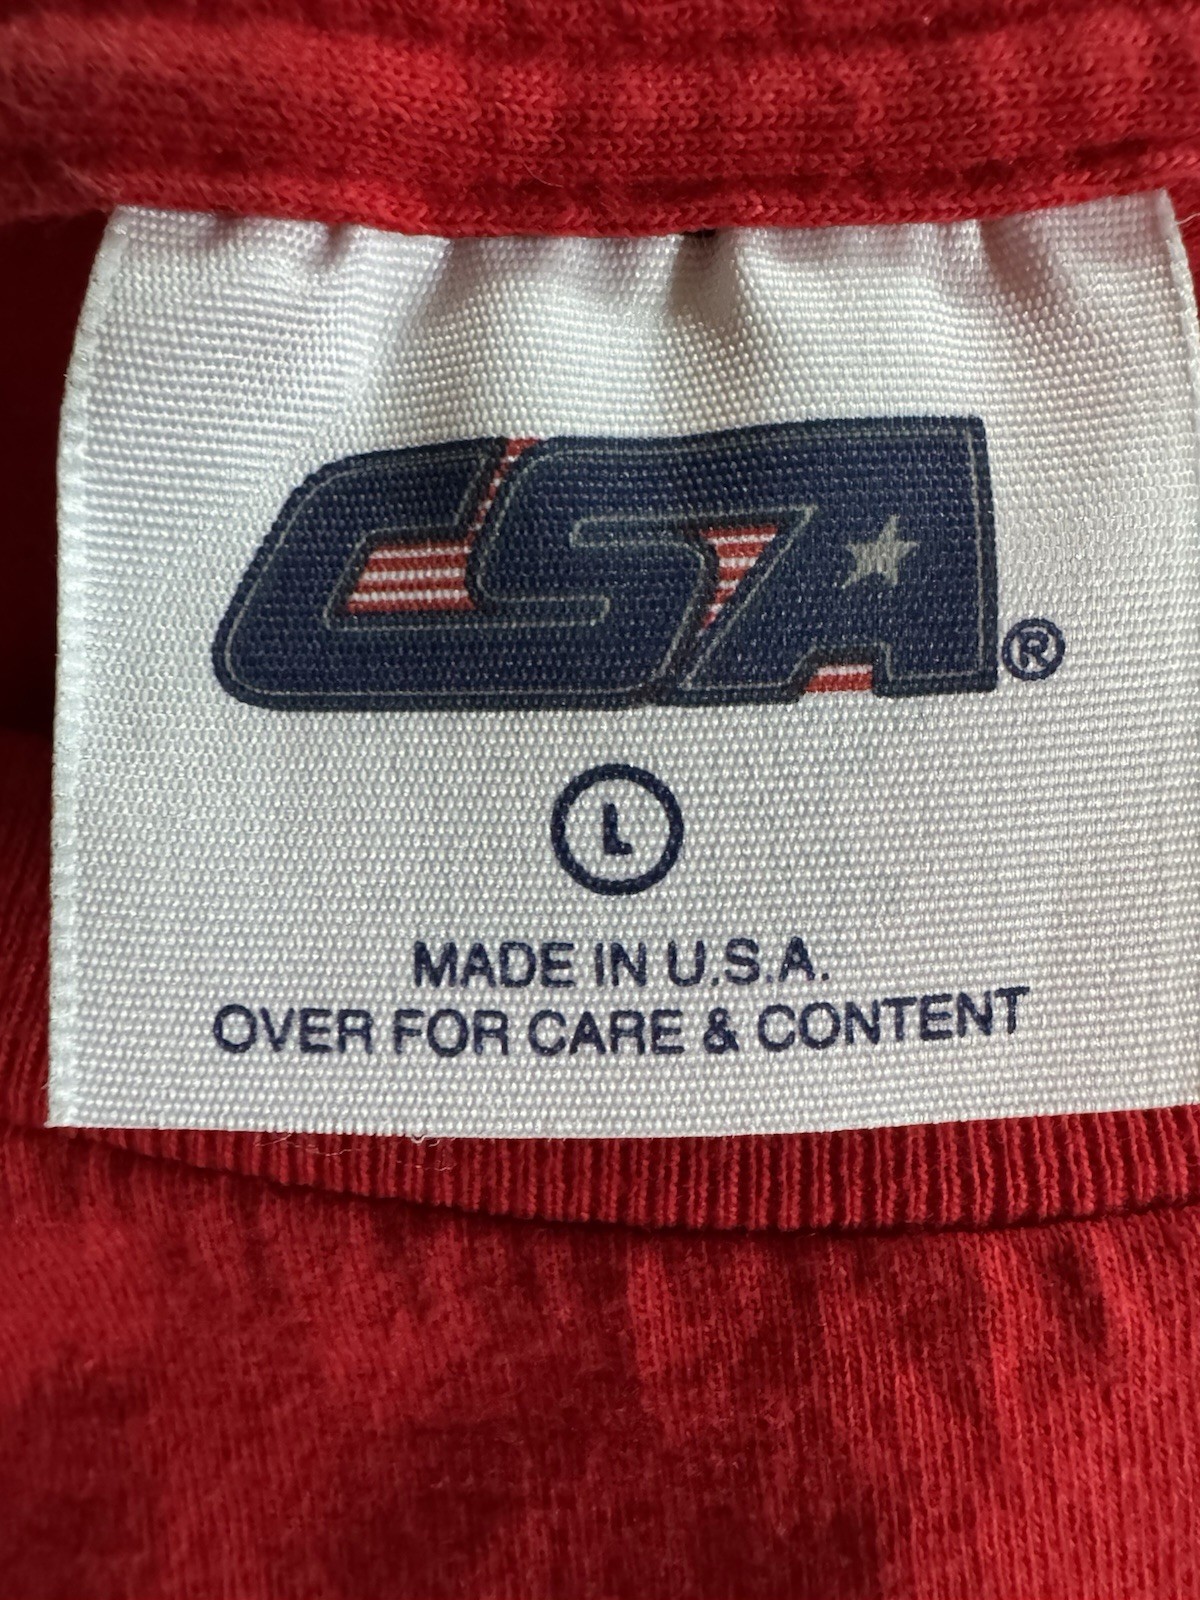 CSA®
L
MADE IN U.S.A.
OVER FOR CARE & CONTENT